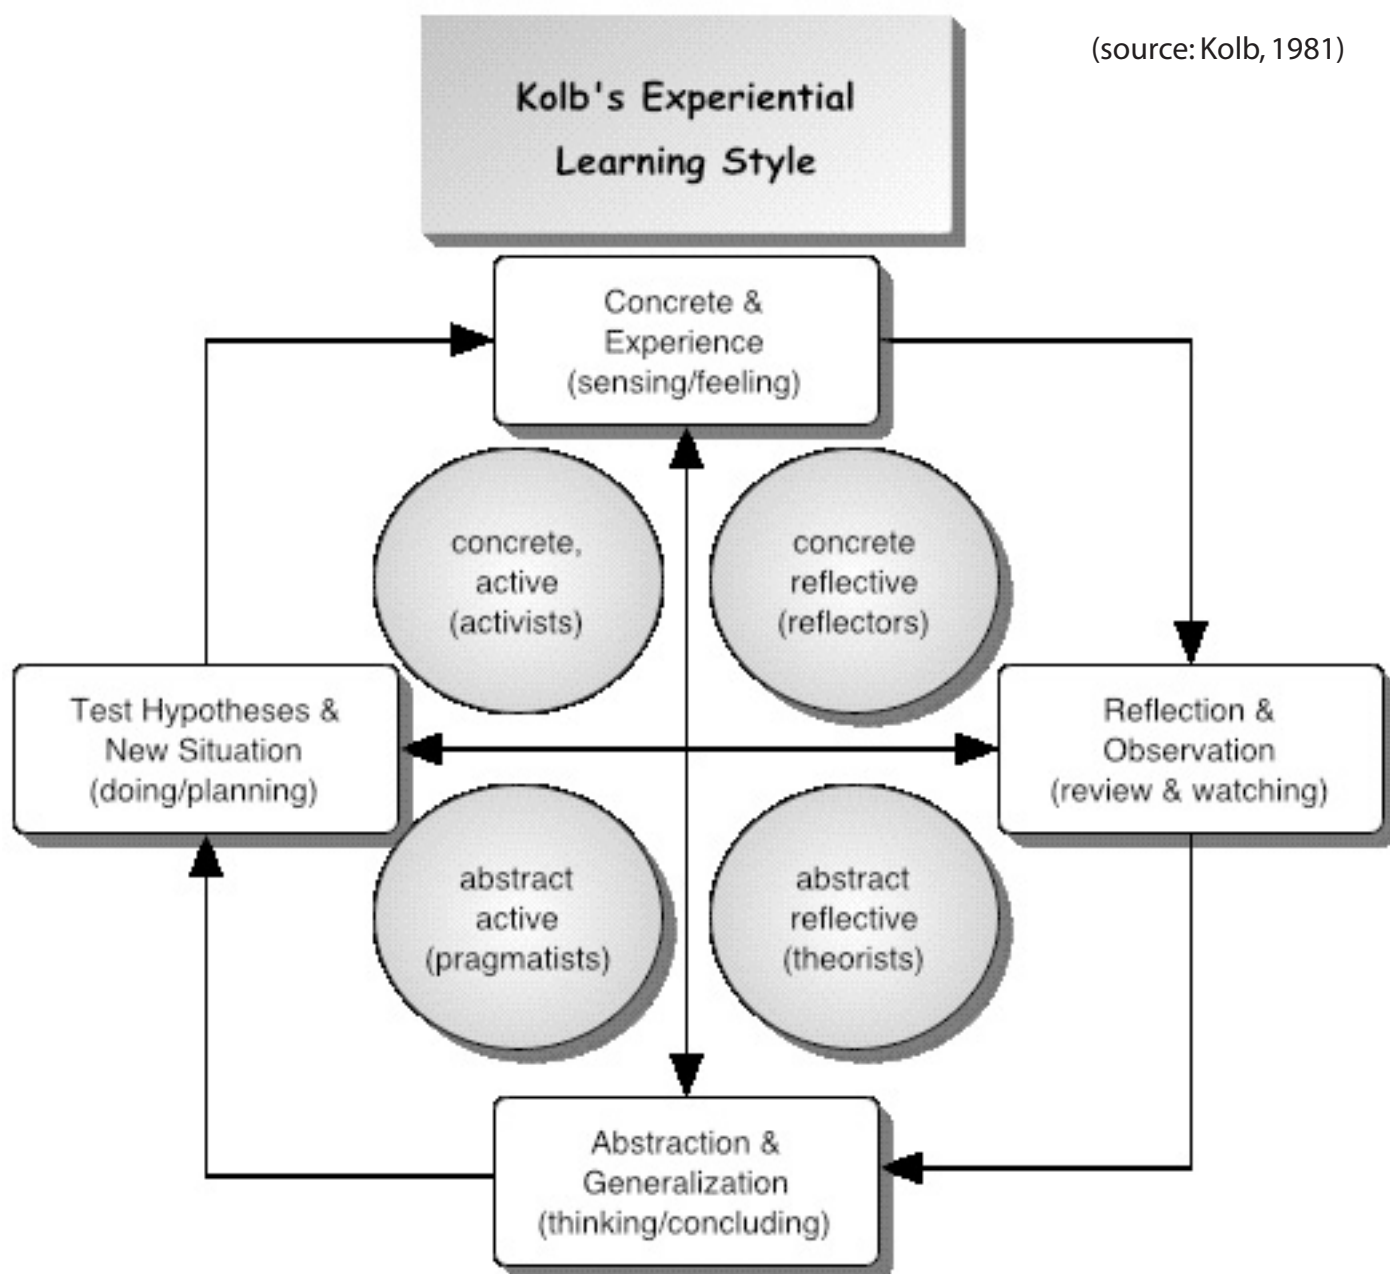 (source: Kolb, 1981)
Kolb's Experiential
Learning Style
Concrete &
Experience
(sensing/feeling)
concrete,
active
(activists)
concrete
reflective
(reflectors)
Test Hypotheses &
New Situation
(doing/planning)
Reflection &
Observation
(review & watching)
abstract
active
(pragmatists)
abstract
reflective
(theorists)
Abstraction &
Generalization
(thinking/concluding)